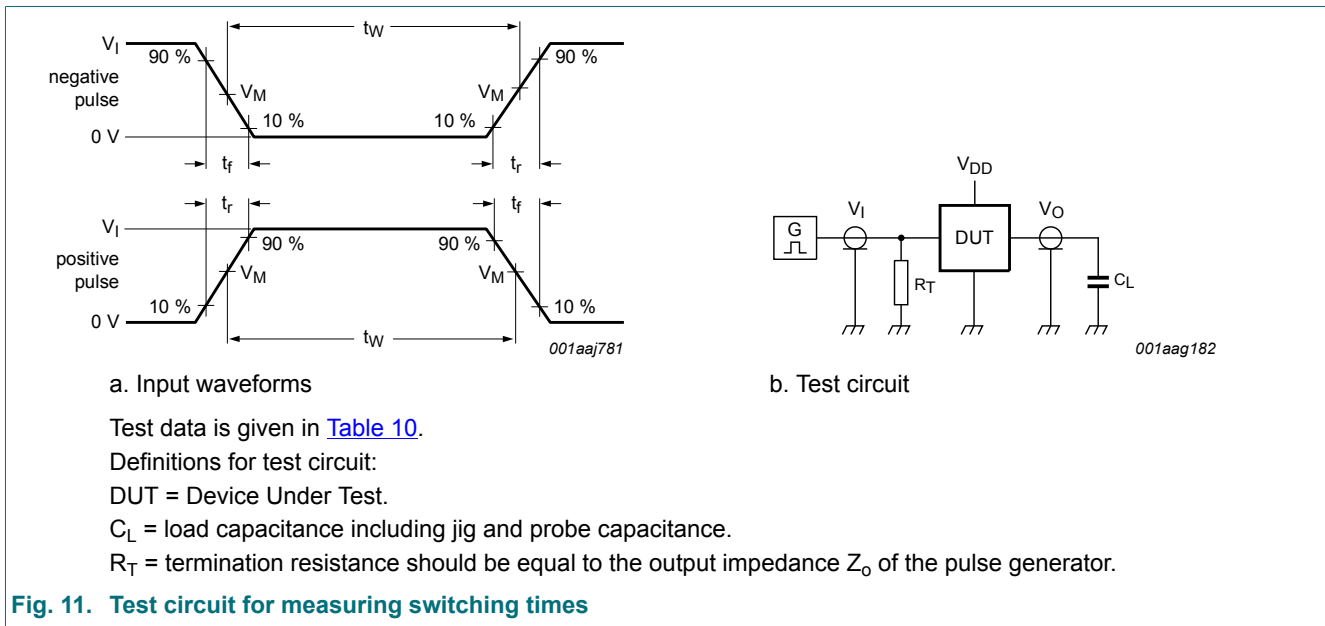 tW
VI
90 %
90 %
negative
pulse
VM
VM
10 %
10 %
0 V
tf
tr
tr
tf
VI
90 %
90 %
positive
pulse
VM
VM
10 %
10 %
0 V
tW
001aaj781
a. Input waveforms
VDD
VI
VO
G
DUT
RT
CL
001aag182
b. Test circuit
Test data is given in Table 10.
Definitions for test circuit:
DUT = Device Under Test.
CL = load capacitance including jig and probe capacitance.
RT = termination resistance should be equal to the output impedance Zo of the pulse generator.
Fig. 11. Test circuit for measuring switching times